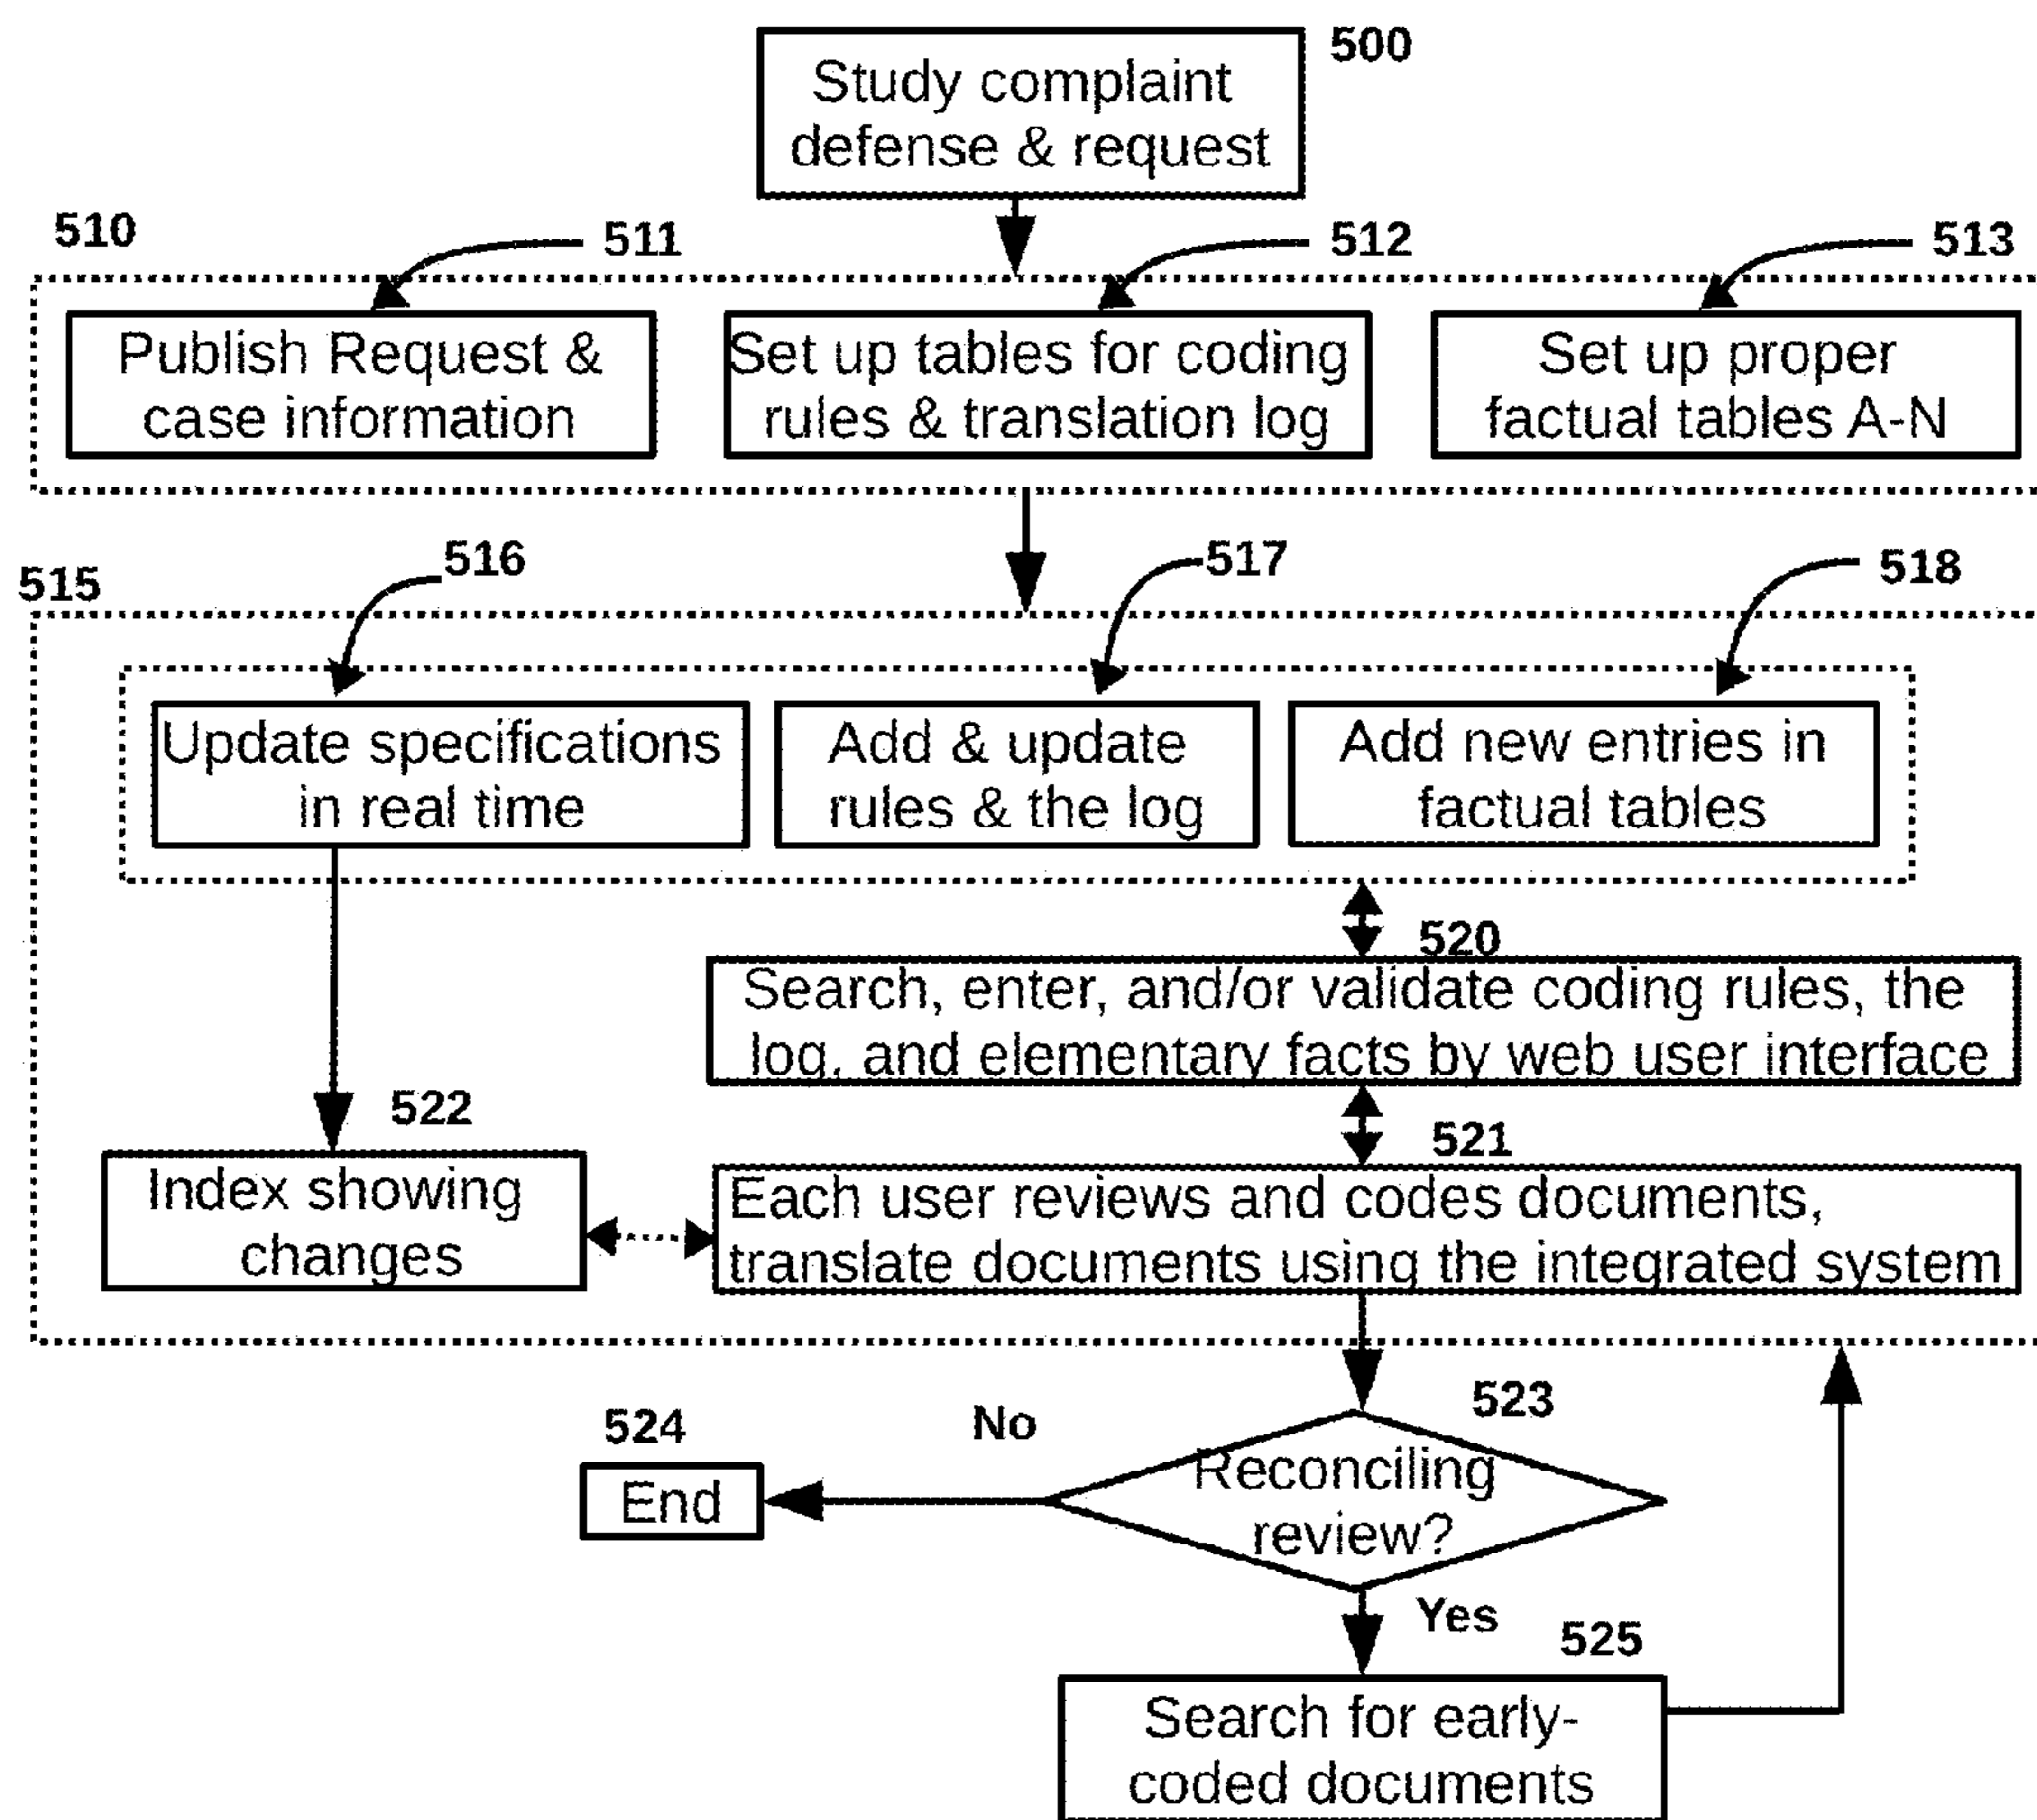 500
Study complaint
defense & request
510
511
512
513
Publish Request &
case information
Set up tables for coding
rules & translation log
Set up proper
factual tables A-N
515
516
517
518
Update specifications
in real time
Add & update
rules & the log
Add new entries in
factual tables
520
Search, enter, and/or validate coding rules, the
log, and elementary facts by web user interface
522
521
Index showing
changes
Each user reviews and codes documents,
translate documents using the integrated system
523
No
524
End
Reconciling
review?
Yes
525
Search for early-
coded documents